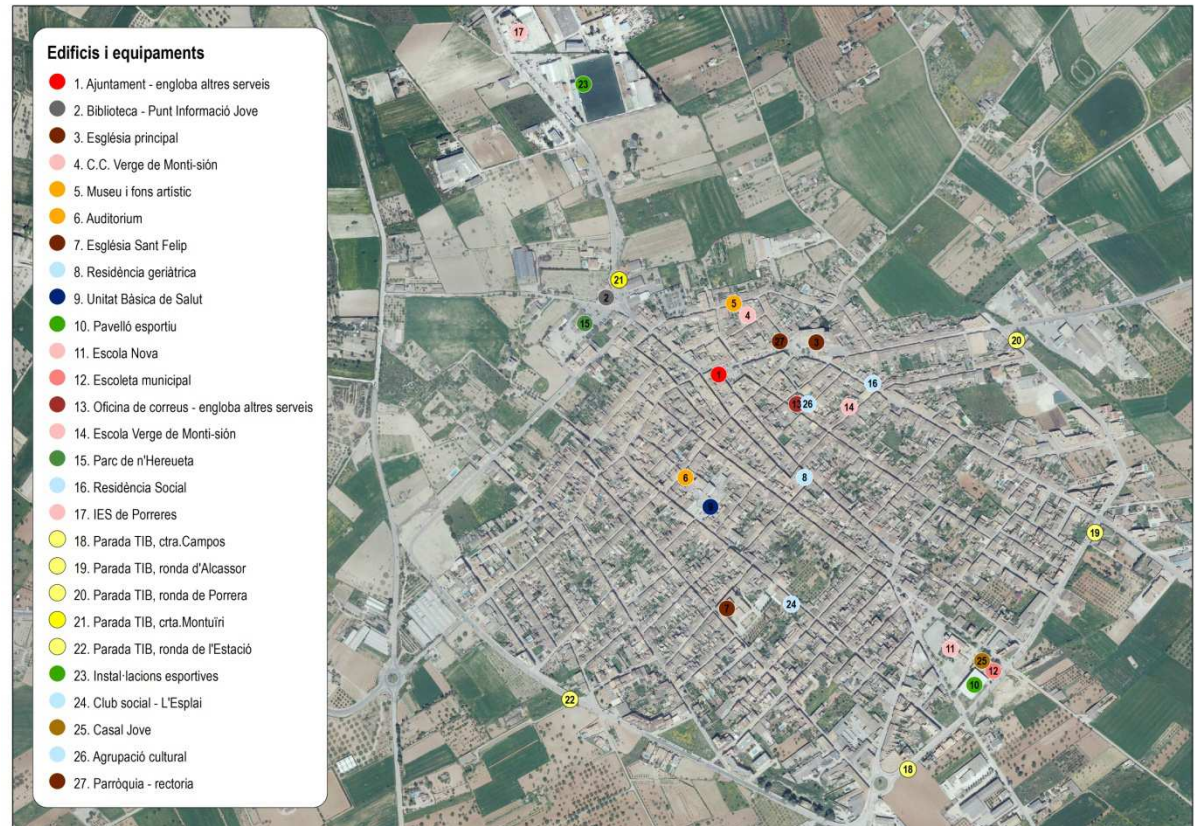 Edificis i equipaments
1. Ajuntament - engloba altres serveis
2. Biblioteca - Punt Informació Jove
3. Església principal
4. C.C. Verge de Monti-sión
5. Museu i fons artístic
6. Auditorium
7. Església Sant Felip
8. Residència geriàtrica
9. Unitat Bàsica de Salut
10. Pavelló esportiu
11. Escola Nova
12. Escoleta municipal
13. Oficina de correus - engloba altres serveis
14. Escola Verge de Monti-sión
15. Parc de n'Hereueta
16. Residència Social
17. IES de Porreres
18. Parada TIB, ctra.Campos
19. Parada TIB, ronda d'Alcassor
20. Parada TIB, ronda de Porrera
21. Parada TIB, crta.Montuïri
22. Parada TIB, ronda de l'Estació
23. Instal·lacions esportives
24. Club social - L'Esplai
25. Casal Jove
26. Agrupació cultural
27. Parròquia - rectoria
17
23
21
2
15
5
4
27
3
20
1
16
13
26
14
6
8
9
19
24
7
11
25
12
10
22
18